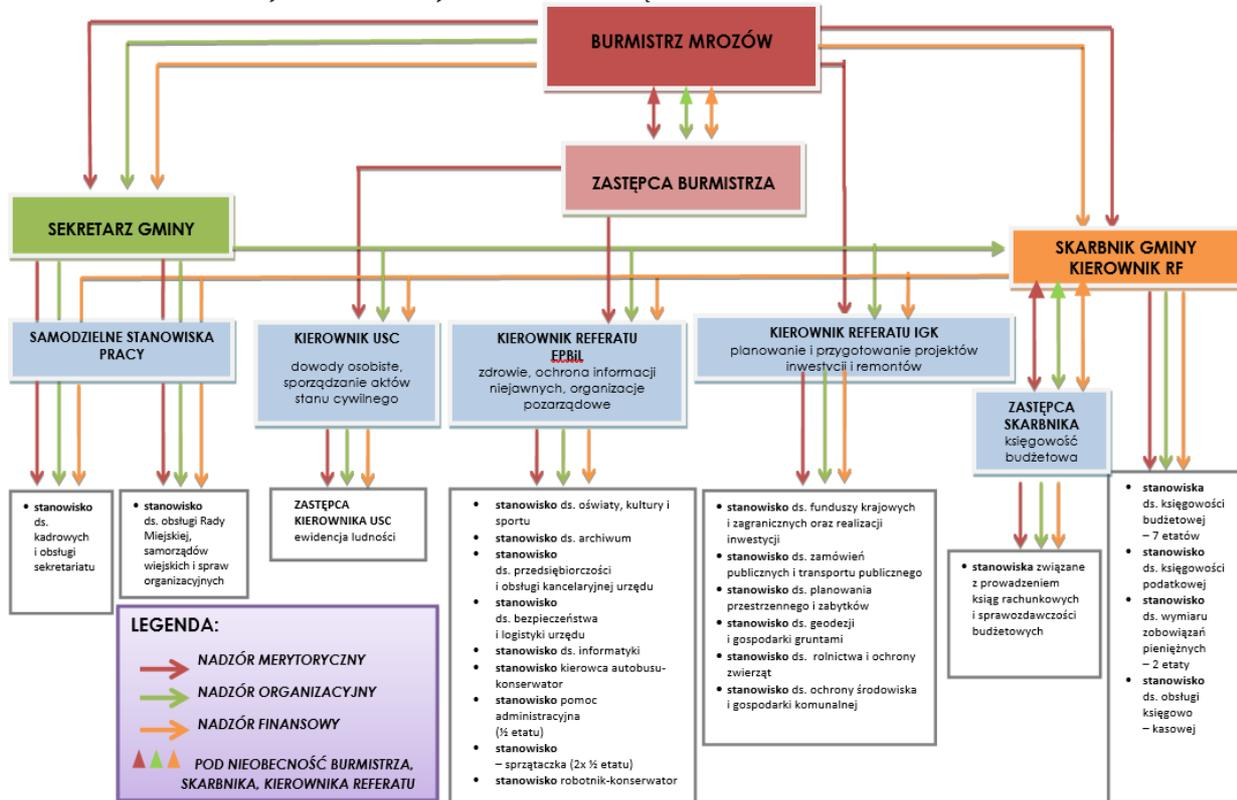 BURMISTRZ MROZÓW
ZASTĘPCA BURMISTRZA
SEKRETARZ GMINY
SKARBNIK GMINY
KIEROWNIK RF
SAMODZIELNE STANOWISKA
PRACY
KIEROWNIK USC
dowody osobiste,
sporządzanie aktów
stanu cywilnego
KIEROWNIK REFERATU
EPBiI
zdrowie, ochrona informacji
niejawnych, organizacje
pozarządowe
KIEROWNIK REFERATU IGK
planowanie i przygotowanie projektów
inwestycji i remontów
ZASTĘPCA
SKARBNIKA
księgowość
budżetowa
• stanowisko
ds.
kadrowych
i obsługi
sekretariatu
• stanowisko
ds. obsługi Rady
Miejskiej,
samorządów
wiejskich i spraw
organizacyjnych
ZASTĘPCA
KIEROWNIKA USC
ewidencja ludności
• stanowisko ds. oświaty, kultury i
sportu
• stanowisko ds. archiwum
• stanowisko
ds. przedsiębiorczości
i obsługi kancelaryjnej urzędu
• stanowisko
ds. bezpieczeństwa
i logistyki urzędu
• stanowisko ds. informatyki
• stanowisko kierowca autobusu-
konserwator
• stanowisko pomoc
administracyjna
(½ etatu)
• stanowisko
– sprzątaczka (2x ½ etatu)
• stanowisko robotnik-konserwator
• stanowisko ds. funduszy krajowych
i zagranicznych oraz realizacji
inwestycji
• stanowisko ds. zamówień
publicznych i transportu publicznego
• stanowisko ds. planowania
przestrzennego i zabytków
• stanowisko ds. geodezji
i gospodarki gruntami
• stanowisko ds. rolnictwa i ochrony
zwierząt
• stanowisko ds. ochrony środowiska
i gospodarki komunalnej
• stanowiska związane
z prowadzeniem
ksiąg rachunkowych
i sprawozdawczości
budżetowych
• stanowiska
ds. księgowości
budżetowej
– 7 etatów
• stanowisko
ds. księgowości
podatkowej
• stanowisko
ds. wymiaru
zobowiązań
pieniężnych
– 2 etaty
• stanowisko
ds. obsługi
księgowo
– kasowej
LEGENDA:
NADZÓR MERYTORYCZNY
NADZÓR ORGANIZACYJNY
NADZÓR FINANSOWY
POD NIEOBECNOŚĆ BURMISTRZA,
SKARBNIKA, KIEROWNIKA REFERATU